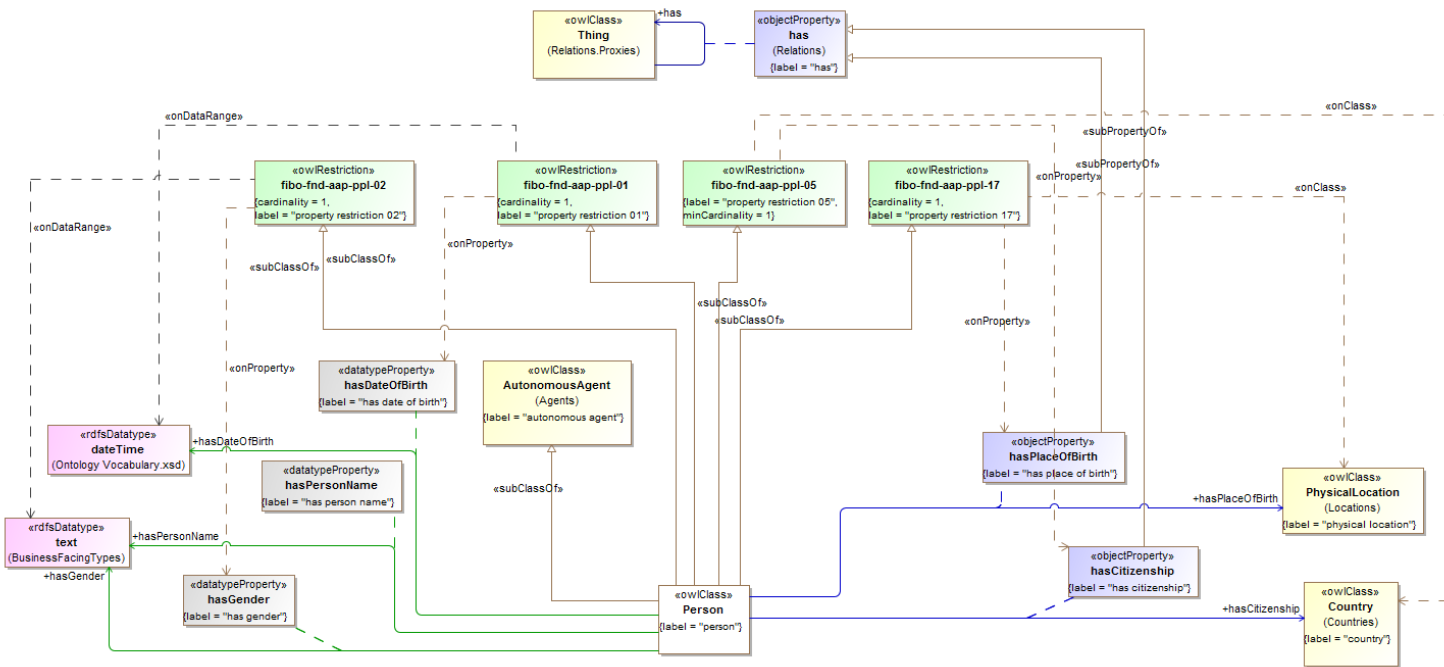 «owlClass»
Thing
(Relations.Proxies)
+has
«objectProperty»
has
(Relations)
{label = "has"}
«onDataRange»
«onClass»
«subPropertyOf»
«subPropertyOf»
«onProperty»
«owlRestriction»
fibo-fnd-aap-ppl-02
{cardinality = 1,
label = "property restriction 02"}
«owlRestriction»
fibo-fnd-aap-ppl-01
{cardinality = 1,
label = "property restriction 01"}
«owlRestriction»
fibo-fnd-aap-ppl-05
{label = "property restriction 05",
minCardinality = 1}
«owlRestriction»
fibo-fnd-aap-ppl-17
{cardinality = 1,
label = "property restriction 17"}
«onClass»
«onDataRange»
«onProperty»
«subClassOf»
«subClassOf»
«subClassOf»
«subClassOf»
«onProperty»
«onProperty»
«datatypeProperty»
hasDateOfBirth
{label = "has date of birth"}
«owlClass»
AutonomousAgent
(Agents)
{label = "autonomous agent"}
«rdfsDatatype»
dateTime
(Ontology Vocabulary.xsd)
+hasDateOfBirth
«objectProperty»
hasPlaceOfBirth
{label = "has place of birth"}
«datatypeProperty»
hasPersonName
{label = "has person name"}
«subClassOf»
«owlClass»
PhysicalLocation
(Locations)
{label = "physical location"}
+hasPlaceOfBirth
«rdfsDatatype»
text
(BusinessFacingTypes)
+hasPersonName
+hasGender
«objectProperty»
hasCitizenship
{label = "has citizenship"}
«datatypeProperty»
hasGender
{label = "has gender"}
«owlClass»
Person
{label = "person"}
+hasCitizenship
«owlClass»
Country
(Countries)
{label = "country"}